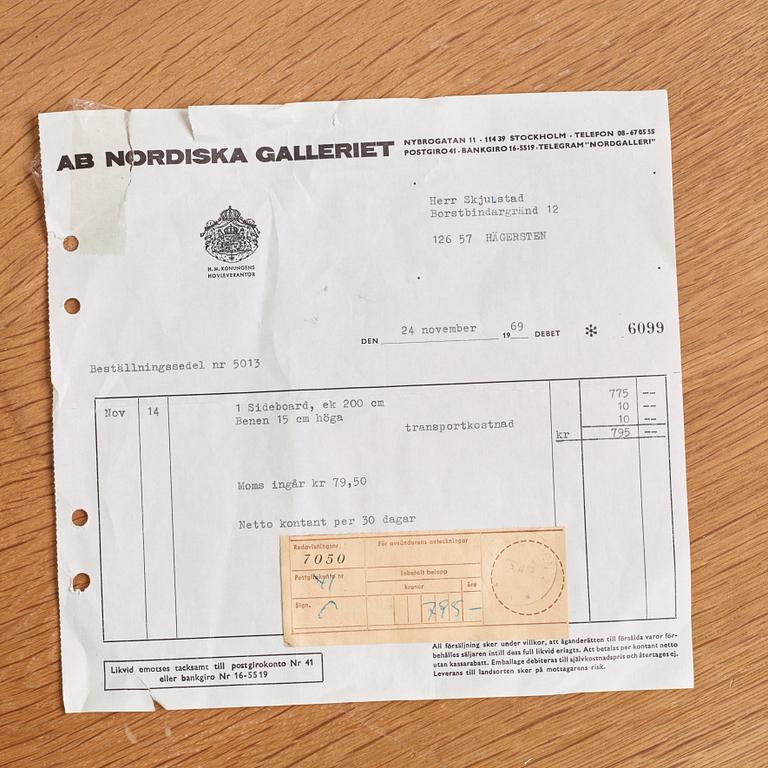 AB NORDISKA GALLERIET
NYBROGATAN 11 · 114 39 STOCKHOLM · TELEFON 08-67 05 55
POSTGIRO 41 · BANKGIRO 16-5519 · TELEGRAM "NORDGALLERI"
Herr Skjulstad
Borstbindargränd 12
126 57 HÄGERSTEN
H. M. KONUNGENS
HOVLEVERANTÖR
DEN 24 november 1969 DEBET * 6099
Beställningssedel nr 5013
Nov 14 1 Sideboard, ek 200 cm 775 --
Benen 15 cm höga 10 --
transportkostnad 10 --
kr 795 --
Moms ingår kr 79,50
Netto kontant per 30 dagar
Redovisningsnr.
7050
För avsändarens anteckningar
Postgirokonto nr
41
Inbetalt belopp
kronor öre
Sign.
795-
Likvid emotses tacksamt till postgirokonto Nr 41
eller bankgiro Nr 16-5519
All försäljning sker under villkor, att äganderätten till försålda varor för-
behålles säljaren intill dess full likvid erlagts. Att betalas per kontant netto
utan kassarabatt. Emballage debiteras till självkostnadspris och återtages ej.
Leverans till landsorten sker på mottagarens risk.